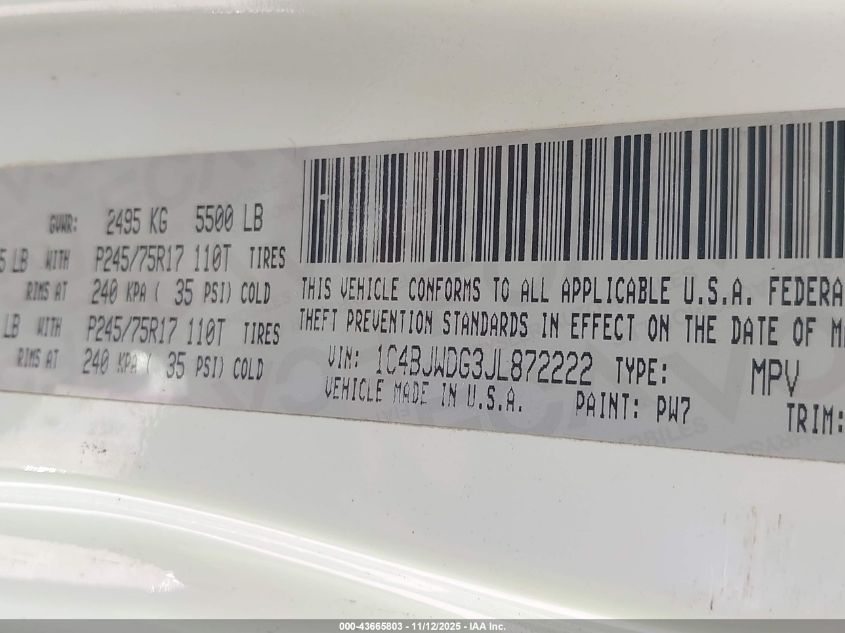 GVWR: 2495 KG 5500 LB
5 LB WITH P245/75R17 110T TIRES
RIMS AT 240 KPA ( 35 PSI) COLD
LB WITH P245/75R17 110T TIRES
RIMS AT 240 KPA ( 35 PSI) COLD
THIS VEHICLE CONFORMS TO ALL APPLICABLE U.S.A. FEDERA
THEFT PREVENTION STANDARDS IN EFFECT ON THE DATE OF M
VIN: 1C4BJWDG3JL872222 TYPE: MPV
VEHICLE MADE IN U.S.A. PAINT: PW7 TRIM:
000-43665803 - 11/12/2025 - IAA Inc.